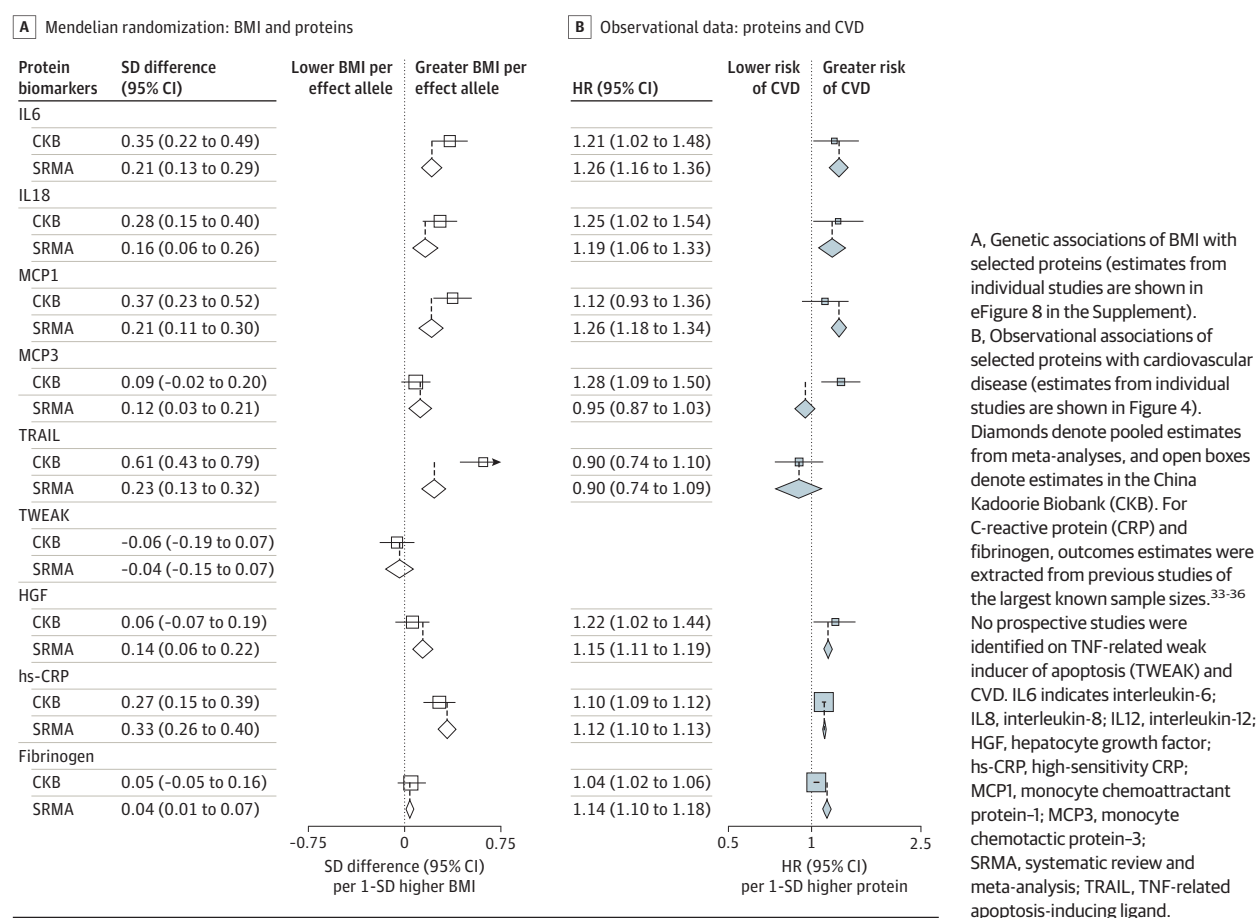 A Mendelian randomization: BMI and proteins
Protein biomarkers
SD difference (95% CI)
Lower BMI per effect allele
Greater BMI per effect allele
IL6
CKB 0.35 (0.22 to 0.49)
SRMA 0.21 (0.13 to 0.29)
IL18
CKB 0.28 (0.15 to 0.40)
SRMA 0.16 (0.06 to 0.26)
MCP1
CKB 0.37 (0.23 to 0.52)
SRMA 0.21 (0.11 to 0.30)
MCP3
CKB 0.09 (-0.02 to 0.20)
SRMA 0.12 (0.03 to 0.21)
TRAIL
CKB 0.61 (0.43 to 0.79)
SRMA 0.23 (0.13 to 0.32)
TWEAK
CKB -0.06 (-0.19 to 0.07)
SRMA -0.04 (-0.15 to 0.07)
HGF
CKB 0.06 (-0.07 to 0.19)
SRMA 0.14 (0.06 to 0.22)
hs-CRP
CKB 0.27 (0.15 to 0.39)
SRMA 0.33 (0.26 to 0.40)
Fibrinogen
CKB 0.05 (-0.05 to 0.16)
SRMA 0.04 (0.01 to 0.07)
-0.75 0 0.75
SD difference (95% CI)
per 1-SD higher BMI
B Observational data: proteins and CVD
HR (95% CI)
Lower risk of CVD
Greater risk of CVD
1.21 (1.02 to 1.48)
1.26 (1.16 to 1.36)
1.25 (1.02 to 1.54)
1.19 (1.06 to 1.33)
1.12 (0.93 to 1.36)
1.26 (1.18 to 1.34)
1.28 (1.09 to 1.50)
0.95 (0.87 to 1.03)
0.90 (0.74 to 1.10)
0.90 (0.74 to 1.09)
1.22 (1.02 to 1.44)
1.15 (1.11 to 1.19)
1.10 (1.09 to 1.12)
1.12 (1.10 to 1.13)
1.04 (1.02 to 1.06)
1.14 (1.10 to 1.18)
0.5 1 2.5
HR (95% CI)
per 1-SD higher protein
A, Genetic associations of BMI with
selected proteins (estimates from
individual studies are shown in
eFigure 8 in the Supplement).
B, Observational associations of
selected proteins with cardiovascular
disease (estimates from individual
studies are shown in Figure 4).
Diamonds denote pooled estimates
from meta-analyses, and open boxes
denote estimates in the China
Kadoorie Biobank (CKB). For
C-reactive protein (CRP) and
fibrinogen, outcomes estimates were
extracted from previous studies of
the largest known sample sizes.33-36
No prospective studies were
identified on TNF-related weak
inducer of apoptosis (TWEAK) and
CVD. IL6 indicates interleukin-6;
IL8, interleukin-8; IL12, interleukin-12;
HGF, hepatocyte growth factor;
hs-CRP, high-sensitivity CRP;
MCP1, monocyte chemoattractant
protein-1; MCP3, monocyte
chemotactic protein-3;
SRMA, systematic review and
meta-analysis; TRAIL, TNF-related
apoptosis-inducing ligand.